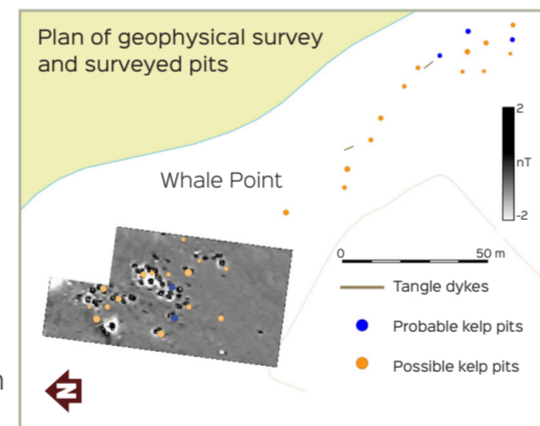 Plan of geophysical survey
and surveyed pits
Whale Point
2
nT
-2
0 50 m
Tangle dykes
Probable kelp pits
Possible kelp pits
N